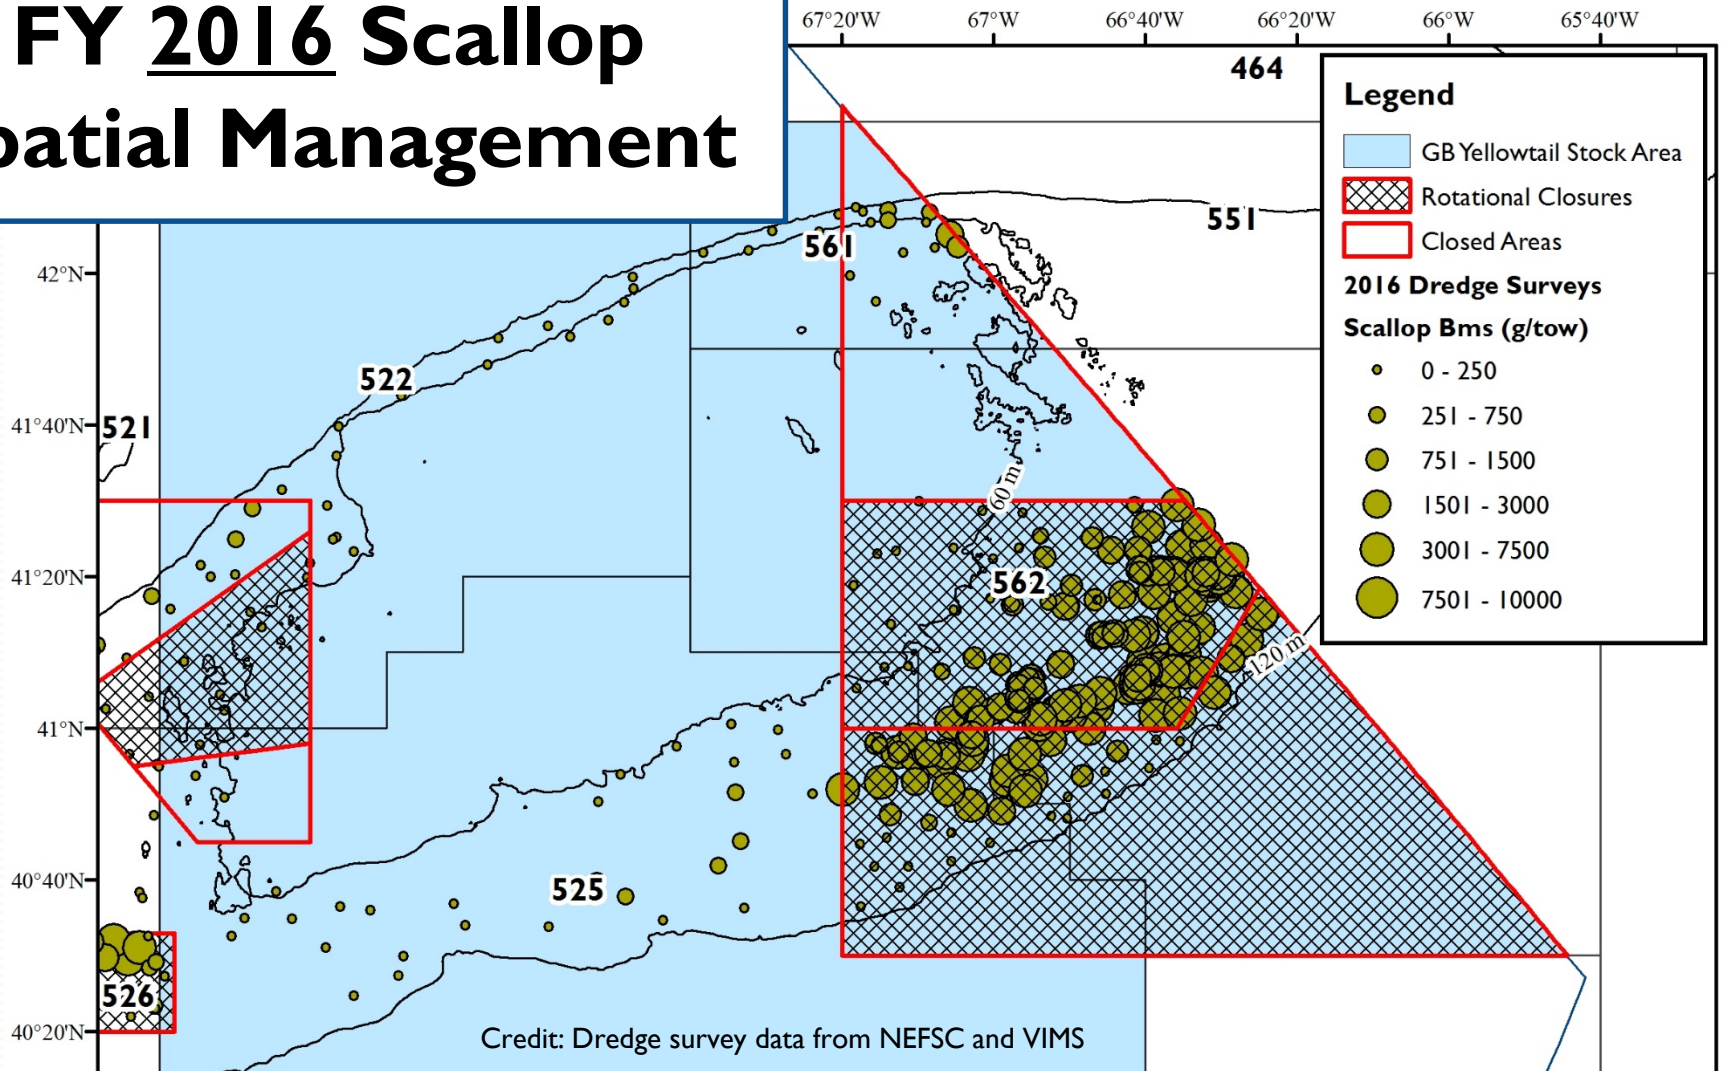 FY 2016 Scallop
patial Management
67°20'W 67°W 66°40'W 66°20'W 66°W 65°40'W
42°N
41°40'N
41°20'N
41°N
40°40'N
40°20'N
464
551
561
522
521
60 m
562
120 m
525
526
Legend
GB Yellowtail Stock Area
Rotational Closures
Closed Areas
2016 Dredge Surveys
Scallop Bms (g/tow)
0 - 250
251 - 750
751 - 1500
1501 - 3000
3001 - 7500
7501 - 10000
Credit: Dredge survey data from NEFSC and VIMS